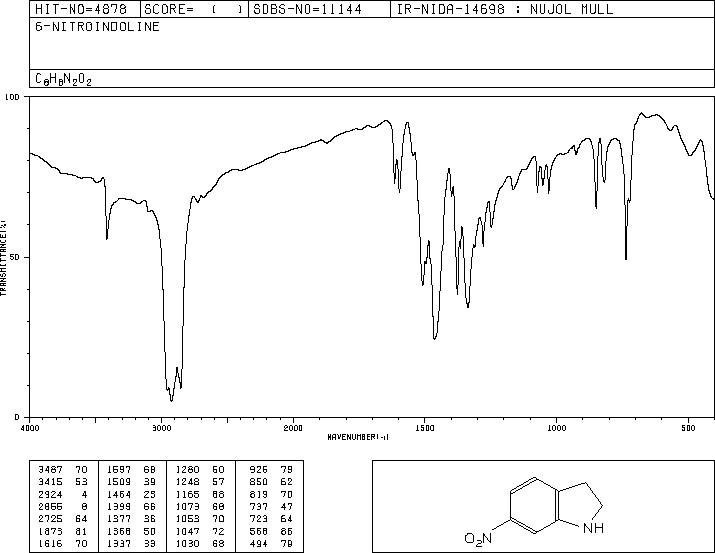 HIT-NO=4878 SCORE= ( ) SDBS-NO=11144 IR-NIDA-14698 : NUJOL MULL
6-NITROINDOLINE
C8H8N2O2
100
TRANSMITTANCE(%)
50
0
4000 3000 2000 1500 1000 500
WAVENUMBER(-1)
3487 70 1597 68 1280 60 926 79
3415 53 1509 39 1248 57 850 62
2924 4 1464 23 1165 68 819 70
2866 8 1399 66 1073 68 737 47
2725 64 1377 36 1053 70 723 64
1873 81 1368 50 1047 72 568 86
1616 70 1337 33 1030 68 494 79
O2N
NH